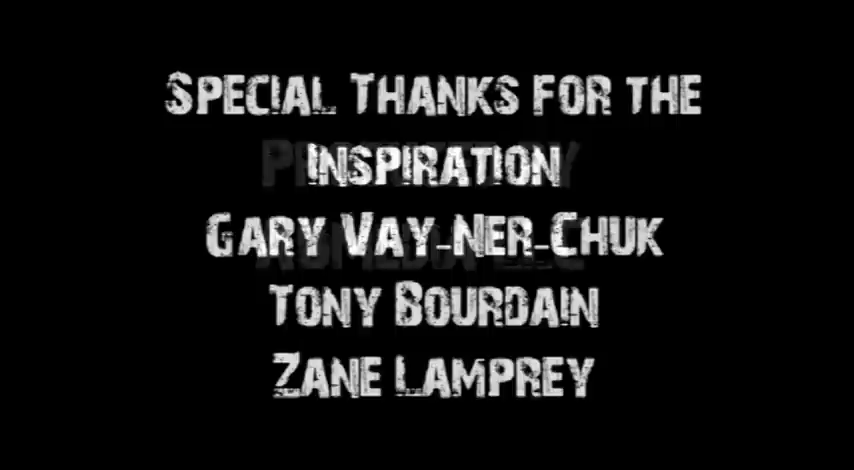 Special Thanks for the
Inspiration
Gary Vay-Ner-Chuk
Tony Bourdain
Zane Lamprey